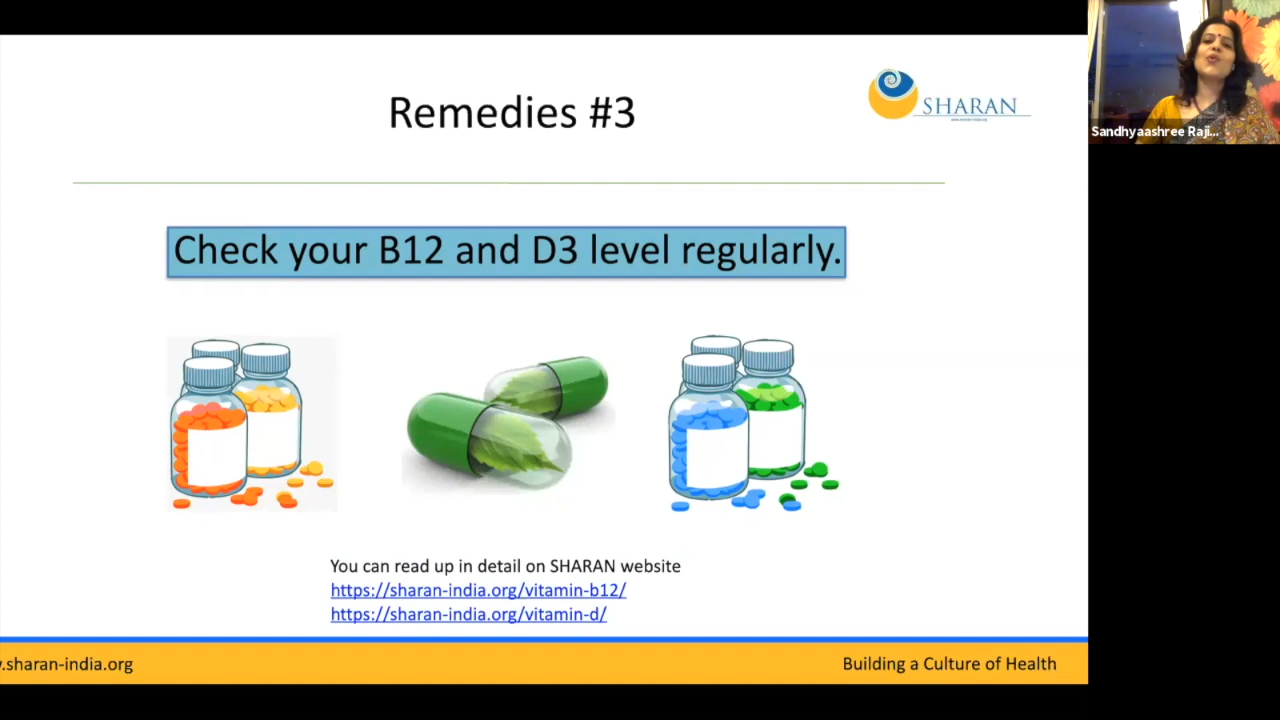 Remedies #3
SHARAN
Sandhyaashree Raji...
Check your B12 and D3 level regularly.
You can read up in detail on SHARAN website
https://sharan-india.org/vitamin-b12/
https://sharan-india.org/vitamin-d/
.sharan-india.org
Building a Culture of Health